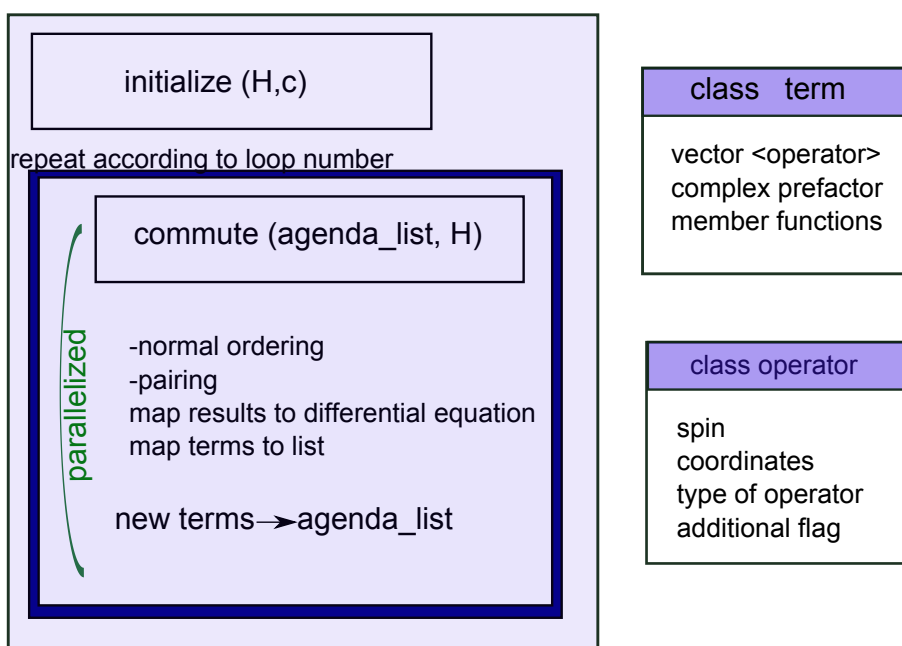 initialize (H,c)
repeat according to loop number
commute (agenda_list, H)
parallelized
-normal ordering
-pairing
map results to differential equation
map terms to list
new terms agenda_list
class term
vector <operator>
complex prefactor
member functions
class operator
spin
coordinates
type of operator
additional flag